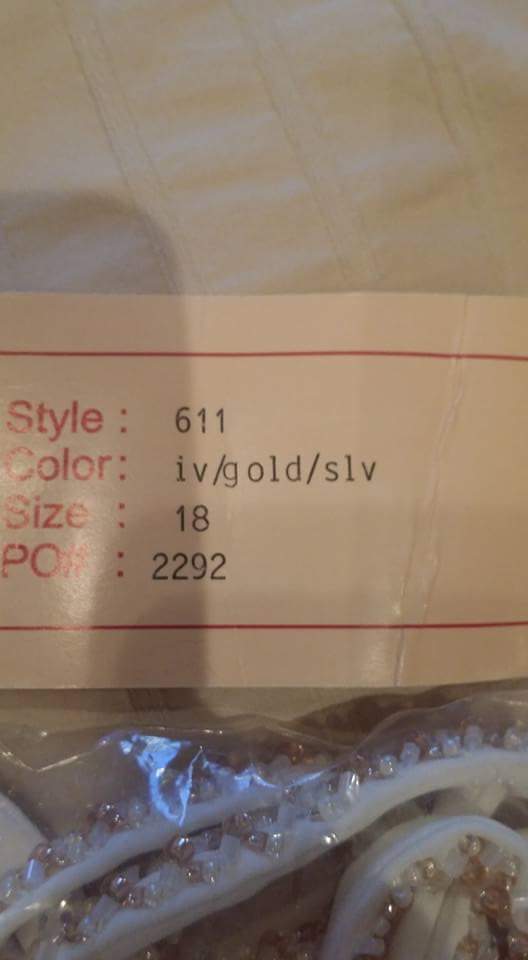 Style : 611
Color: iv/gold/slv
Size : 18
PO# : 2292